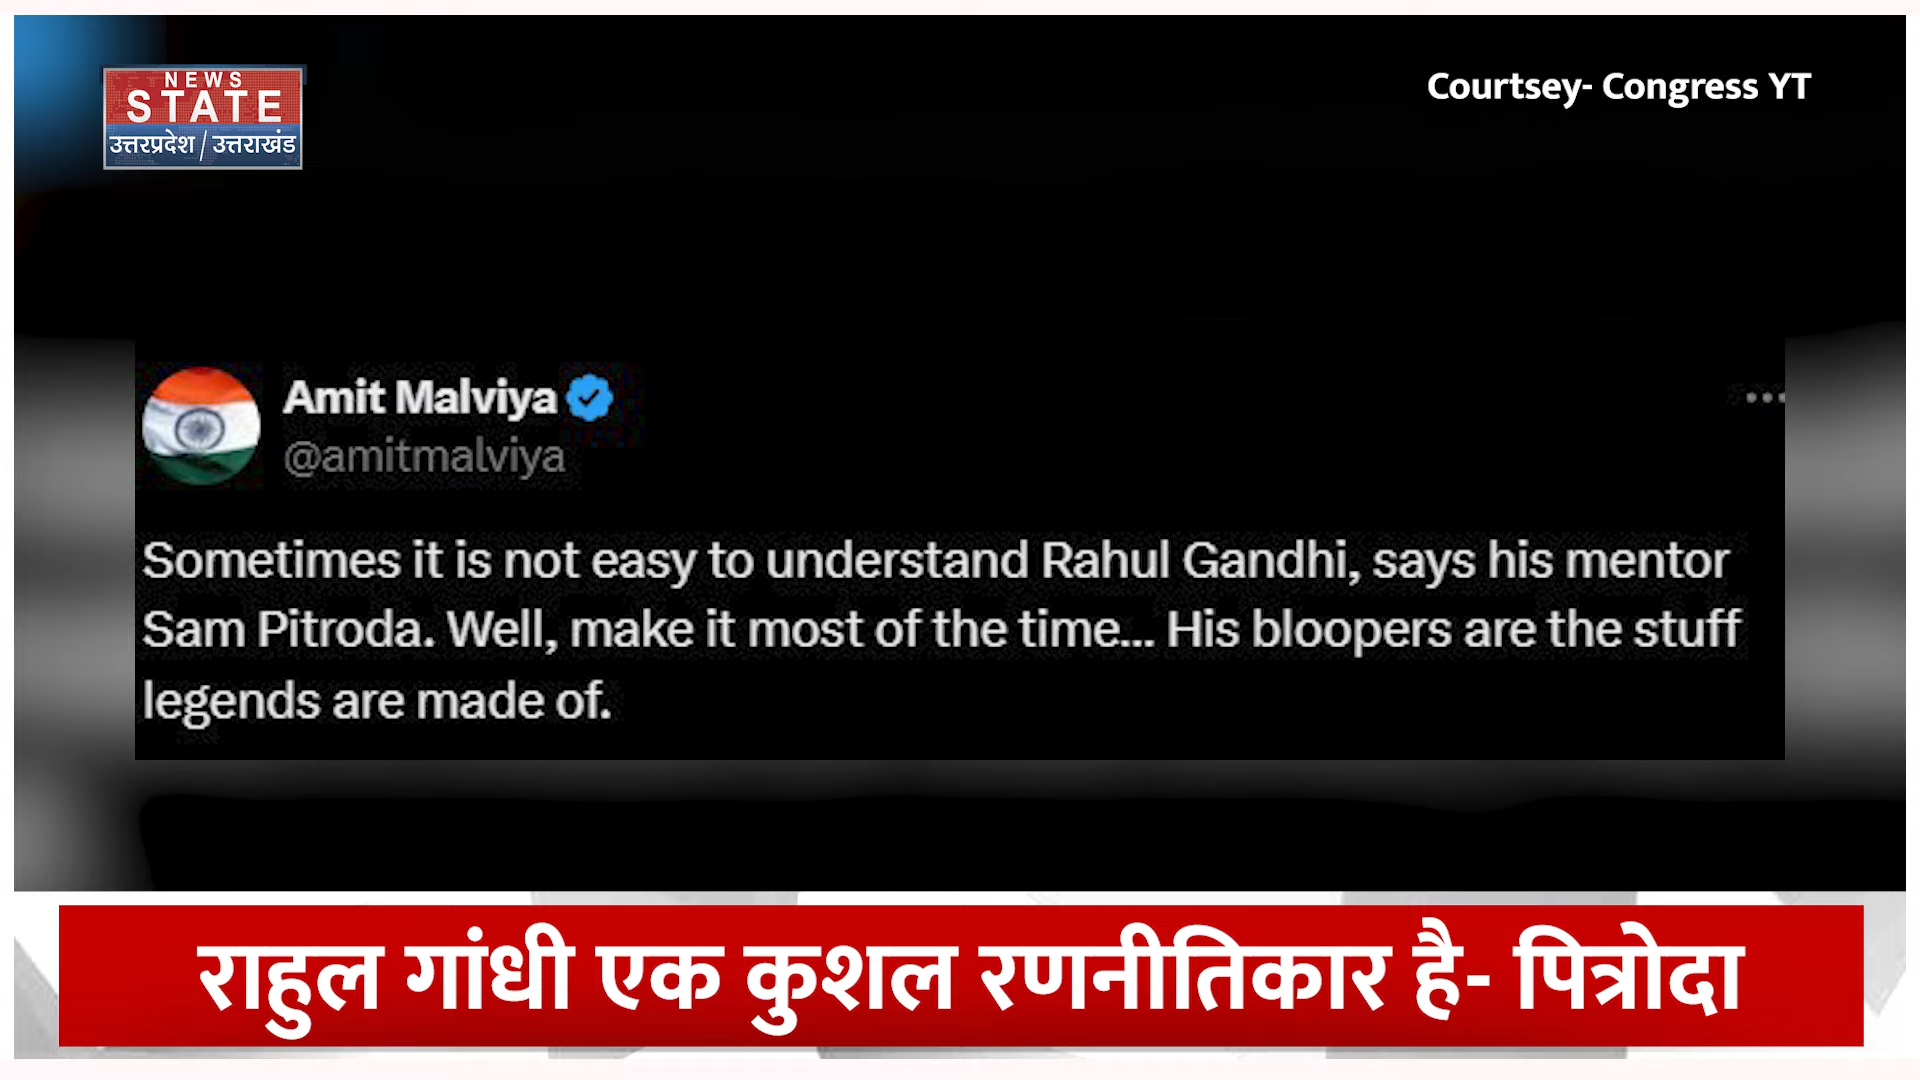 NEWS
STATE
उत्तरप्रदेश / उत्तराखंड
Courtsey- Congress YT
Amit Malviya
@amitmalviya
Sometimes it is not easy to understand Rahul Gandhi, says his mentor
Sam Pitroda. Well, make it most of the time... His bloopers are the stuff
legends are made of.
राहुल गांधी एक कुशल रणनीतिकार है- पित्रोदा